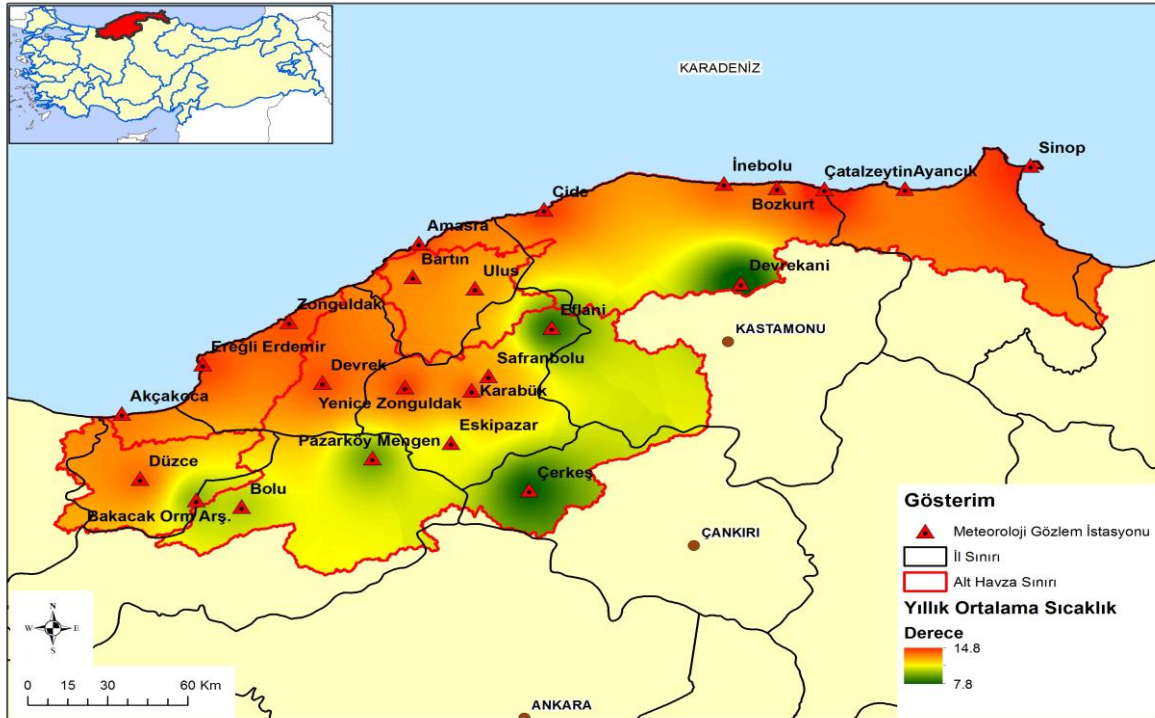 KARADENİZ
Sinop
İnebolu
Çatalzeytin
Ayancık
Bozkurt
Cide
Amasra
Bartın
Ulus
Devrekani
Zonguldak
Eflani
KASTAMONU
Ereğli Erdemir
Safranbolu
Devrek
Karabük
Yenice Zonguldak
Akçakoca
Eskipazar
Pazarköy Mengen
Düzce
Çerkeş
Bolu
Bakacak Orm Arş.
ÇANKIRI
ANKARA
Gösterim
Meteoroloji Gözlem İstasyonu
İl Sınırı
Alt Havza Sınırı
Yıllık Ortalama Sıcaklık
Derece
14.8
7.8
N
W E
S
0 15 30 60 Km